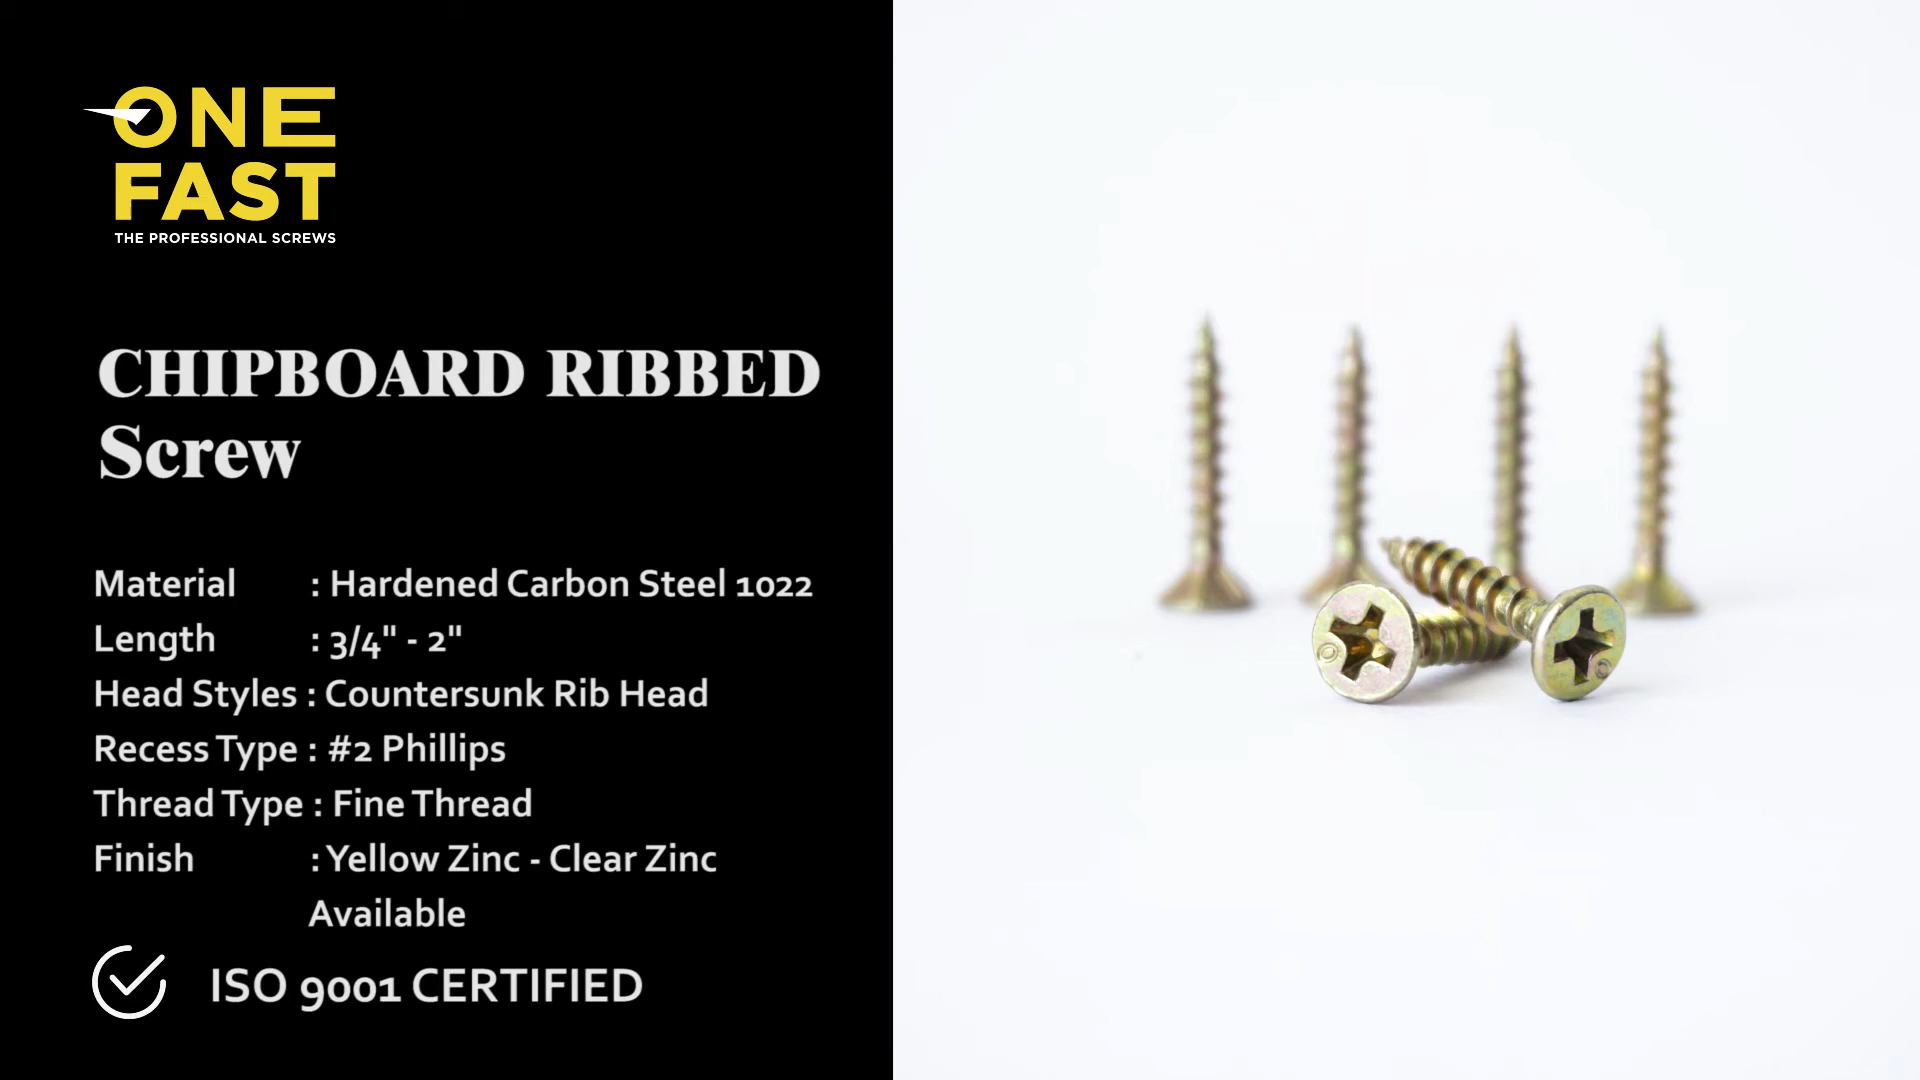 ONE
FAST
THE PROFESSIONAL SCREWS
CHIPBOARD RIBBED
Screw
Material : Hardened Carbon Steel 1022
Length : 3/4" - 2"
Head Styles : Countersunk Rib Head
Recess Type : #2 Phillips
Thread Type : Fine Thread
Finish : Yellow Zinc - Clear Zinc
Available
ISO 9001 CERTIFIED